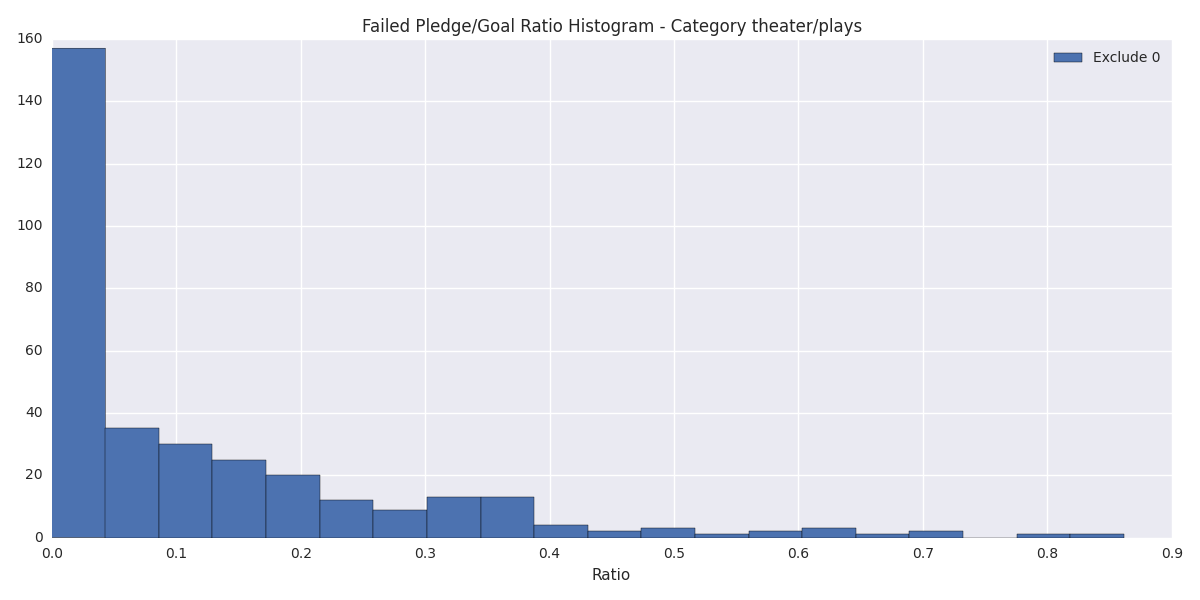 Failed Pledge/Goal Ratio Histogram - Category theater/plays
Exclude 0
160
140
120
100
80
60
40
20
0
0.0 0.1 0.2 0.3 0.4 0.5 0.6 0.7 0.8 0.9
Ratio